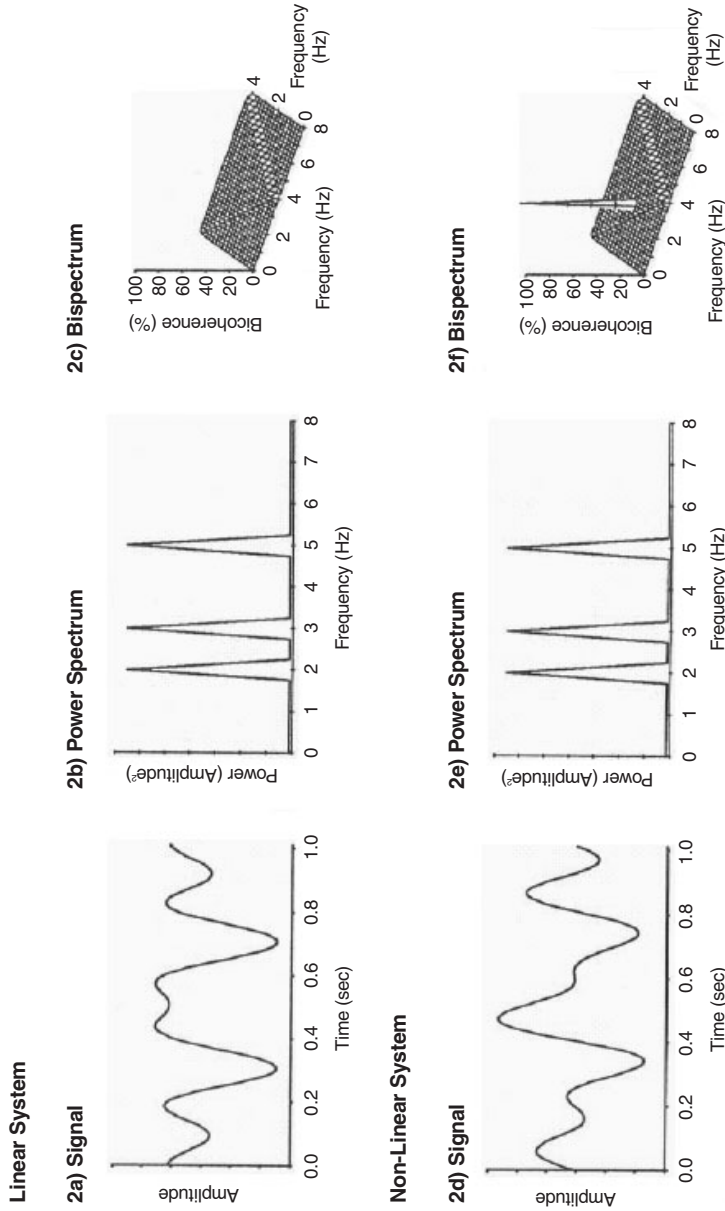 Linear System
2a) Signal
Amplitude
0.0 0.2 0.4 0.6 0.8 1.0
Time (sec)
2b) Power Spectrum
Power (Amplitude²)
0 1 2 3 4 5 6 7 8
Frequency (Hz)
2c) Bispectrum
Bicoherence (%)
100
80
60
40
20
0
0 2 4 6 8
Frequency (Hz)
0 2 4
Frequency
(Hz)
Non-Linear System
2d) Signal
Amplitude
0.0 0.2 0.4 0.6 0.8 1.0
Time (sec)
2e) Power Spectrum
Power (Amplitude²)
0 1 2 3 4 5 6 7 8
Frequency (Hz)
2f) Bispectrum
Bicoherence (%)
100
80
60
40
20
0
0 2 4 6 8
Frequency (Hz)
0 2 4
Frequency
(Hz)